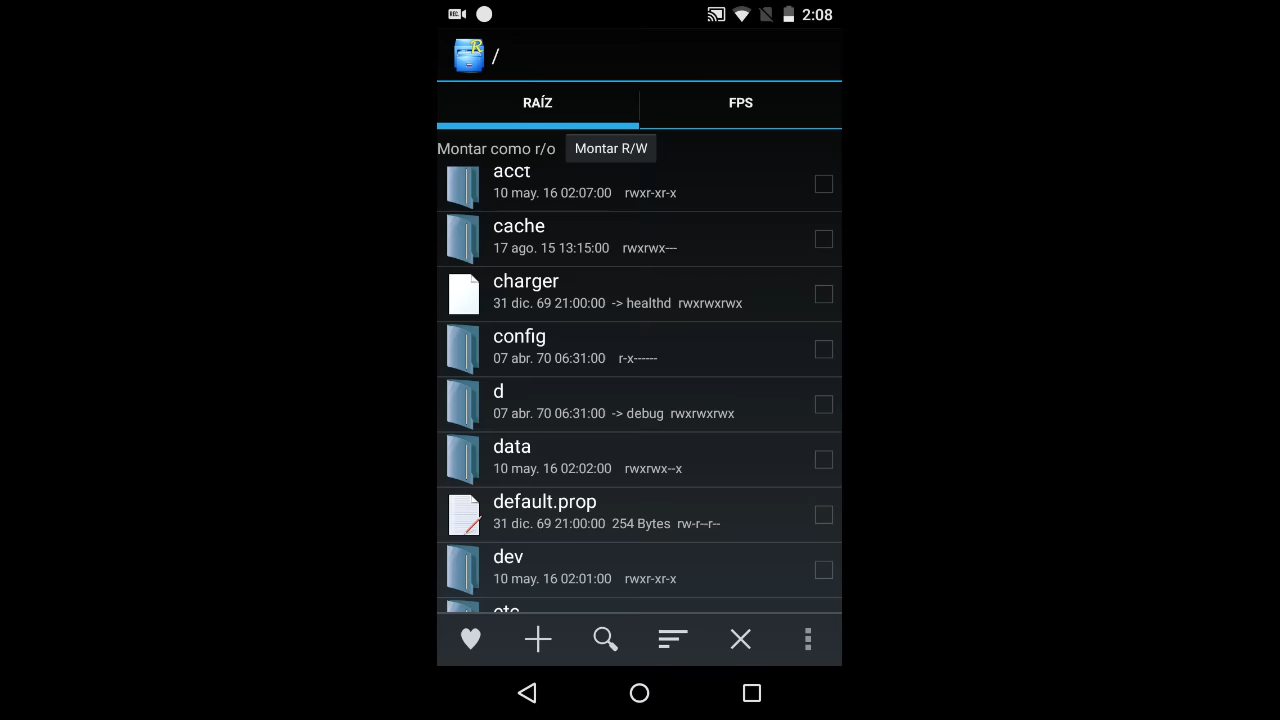 REC
2:08
R
/
RAÍZ
FPS
Montar como r/o
Montar R/W
acct
10 may. 16 02:07:00 rwxr-xr-x
cache
17 ago. 15 13:15:00 rwxrwx---
charger
31 dic. 69 21:00:00 -> healthd rwxrwxrwx
config
07 abr. 70 06:31:00 r-x------
d
07 abr. 70 06:31:00 -> debug rwxrwxrwx
data
10 may. 16 02:02:00 rwxrwx--x
default.prop
31 dic. 69 21:00:00 254 Bytes rw-r--r--
dev
10 may. 16 02:01:00 rwxr-xr-x
etc